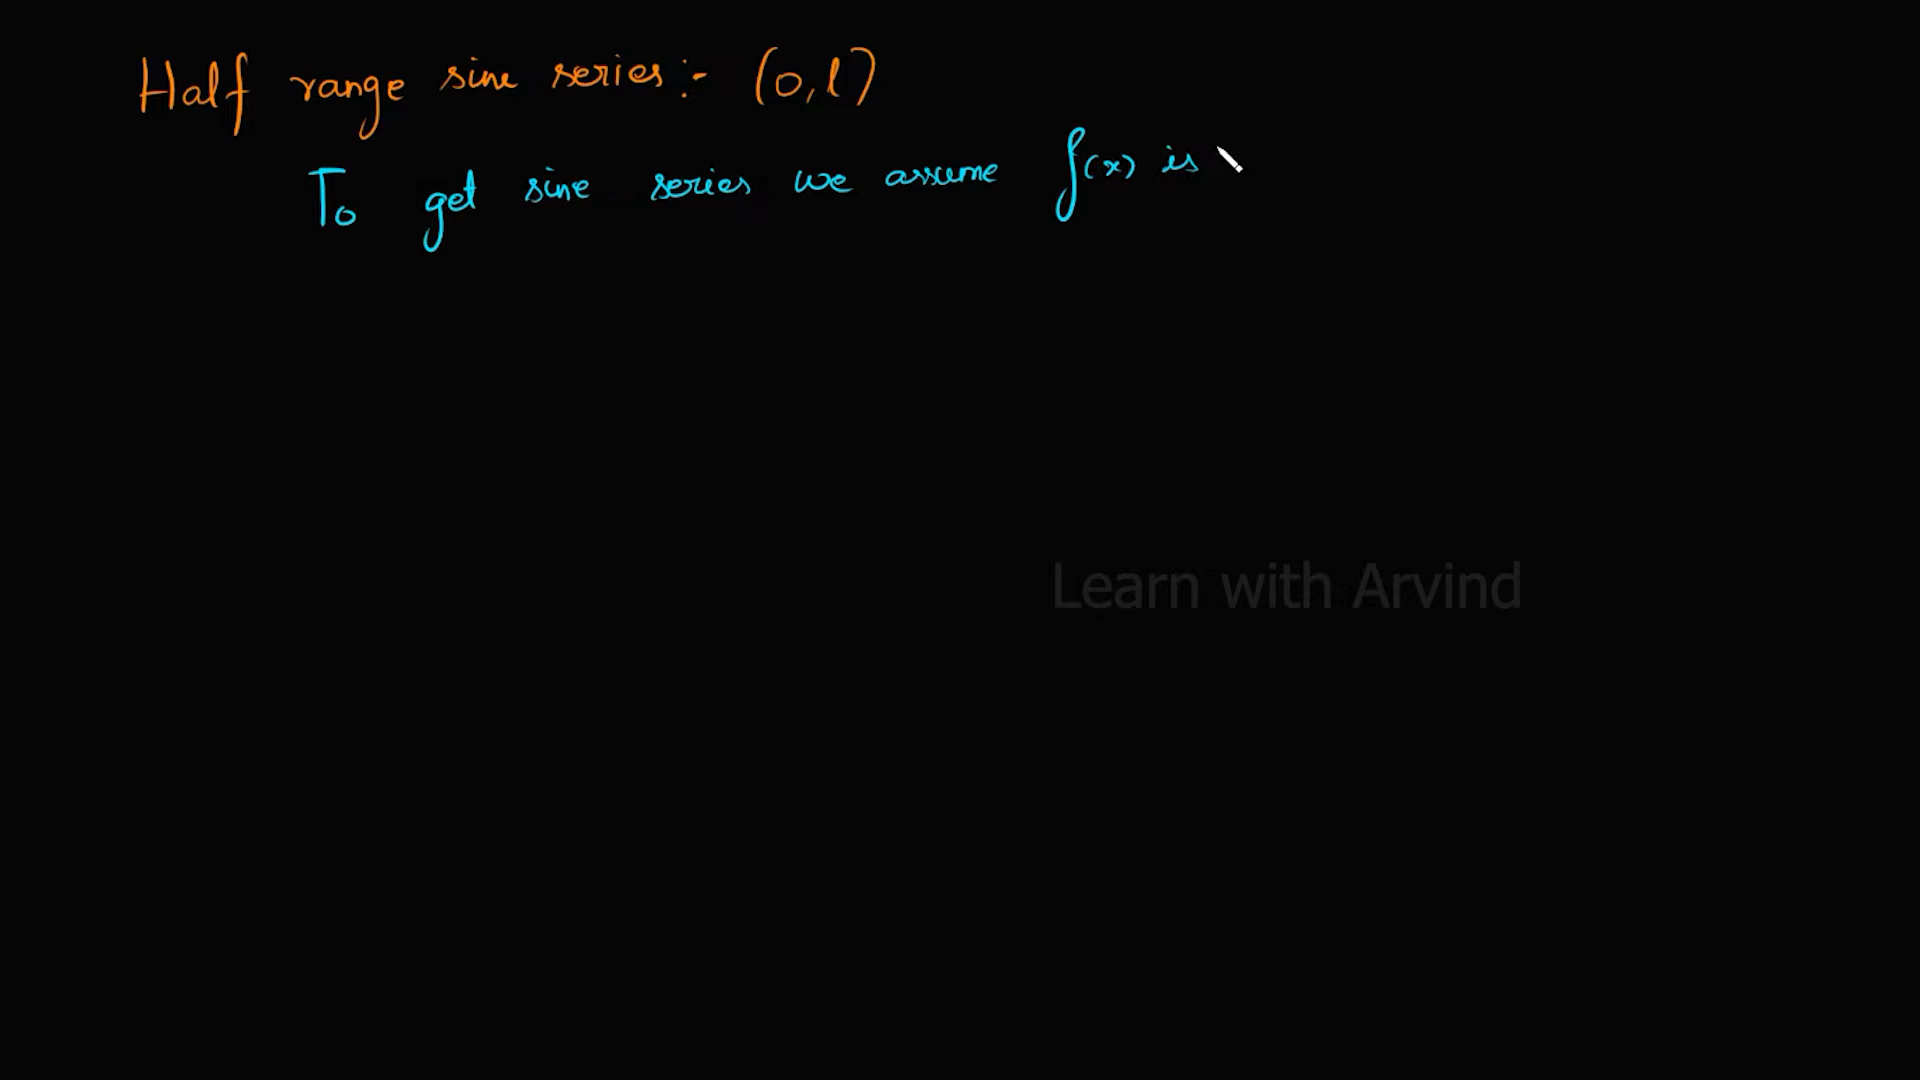 Half range sine series:- (0,l)
To get sine series we assume f(x) is
Learn with Arvind